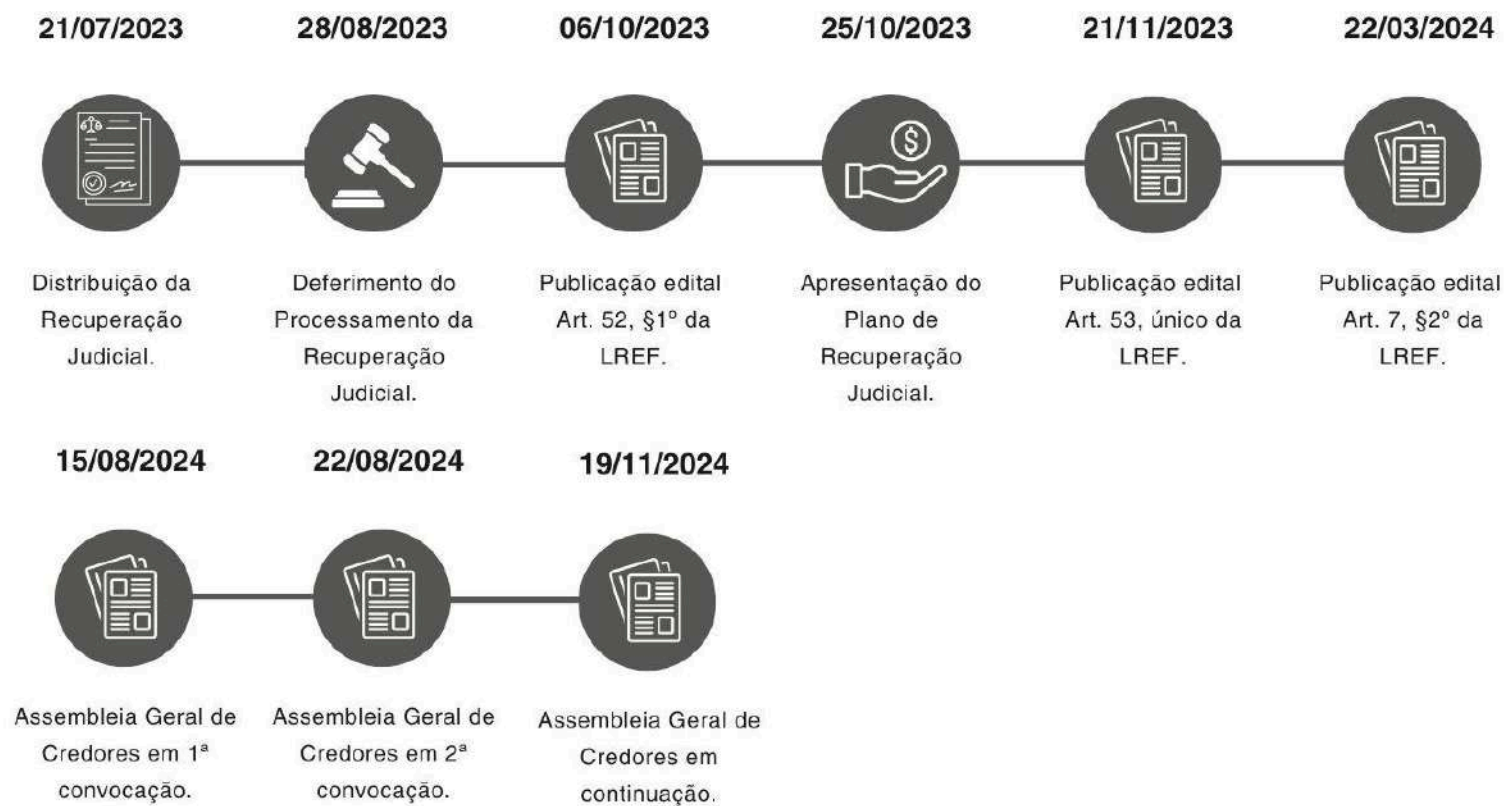 21/07/2023 28/08/2023 06/10/2023 25/10/2023 21/11/2023 22/03/2024
Distribuição da
Recuperação
Judicial.
Deferimento do
Processamento da
Recuperação
Judicial.
Publicação edital
Art. 52, §1º da
LREF.
Apresentação do
Plano de
Recuperação
Judicial.
Publicação edital
Art. 53, único da
LREF.
Publicação edital
Art. 7, §2º da
LREF.
15/08/2024 22/08/2024 19/11/2024
Assembleia Geral de
Credores em 1ª
convocação.
Assembleia Geral de
Credores em 2ª
convocação.
Assembleia Geral de
Credores em
continuação.